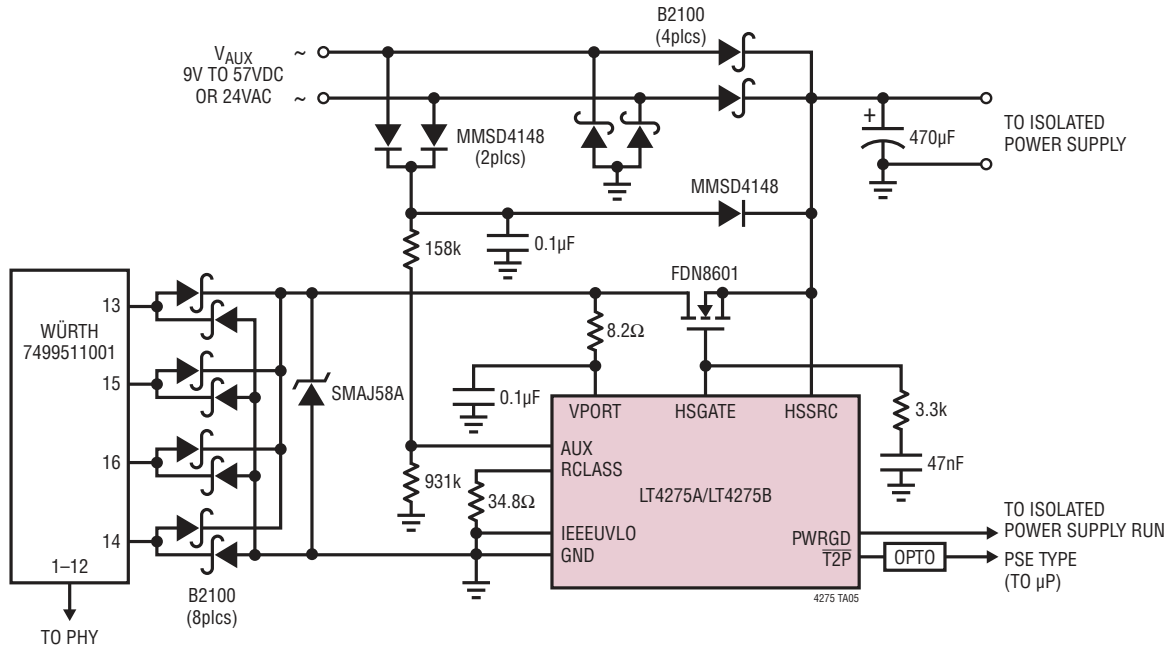 B2100
(4plcs)
VAUX
9V TO 57VDC
OR 24VAC
~
~
MMSD4148
(2plcs)
+
470µF
TO ISOLATED
POWER SUPPLY
MMSD4148
158k
0.1µF
FDN8601
13
WÜRTH
7499511001
15
16
14
1–12
TO PHY
B2100
(8plcs)
SMAJ58A
8.2Ω
0.1µF
3.3k
47nF
VPORT
HSGATE
HSSRC
AUX
RCLASS
931k
34.8Ω
LT4275A/LT4275B
IEEEUVLO
GND
PWRGD
T2P
OPTO
TO ISOLATED
POWER SUPPLY RUN
PSE TYPE
(TO µP)
4275 TA05